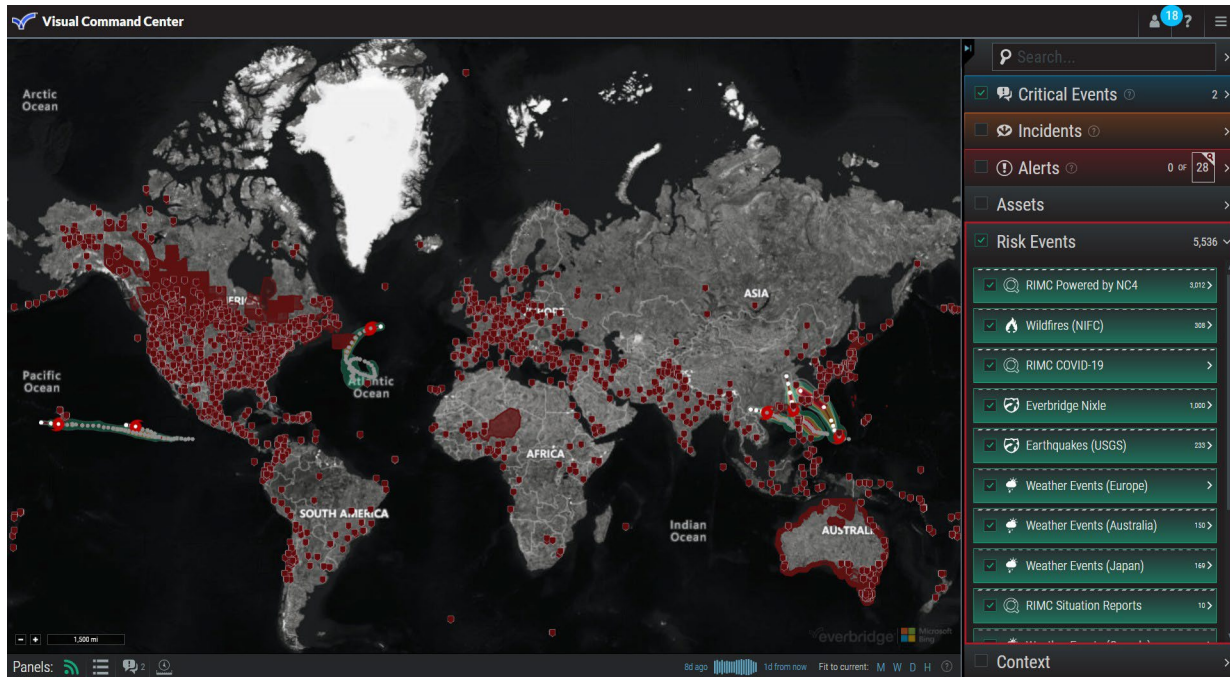 Visual Command Center
18
?
Search...
Critical Events ? 2
Incidents ?
Alerts ? 0 OF 28
Assets
Risk Events 5,536
RIMC Powered by NC4 3,012
Wildfires (NIFC) 308
RIMC COVID-19
Everbridge Nixle 1,000
Earthquakes (USGS) 233
Weather Events (Europe)
Weather Events (Australia) 150
Weather Events (Japan) 169
RIMC Situation Reports 10
Context
Arctic
Ocean
ASIA
Pacific
Ocean
Atlantic
Ocean
AFRICA
SOUTH AMERICA
Indian
Ocean
1,500 mi
everbridge
Microsoft
Bing
Panels: 2
8d ago 1d from now Fit to current: M W D H ?